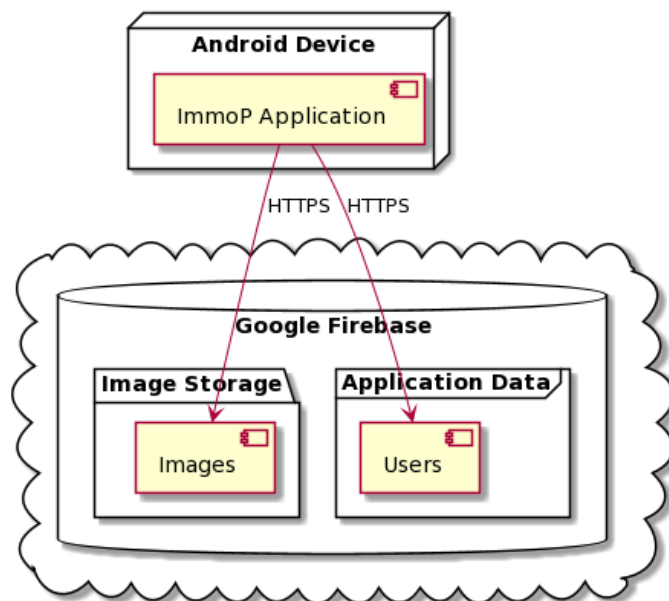 Android Device
ImmoP Application
HTTPS HTTPS
Google Firebase
Image Storage
Application Data
Images
Users